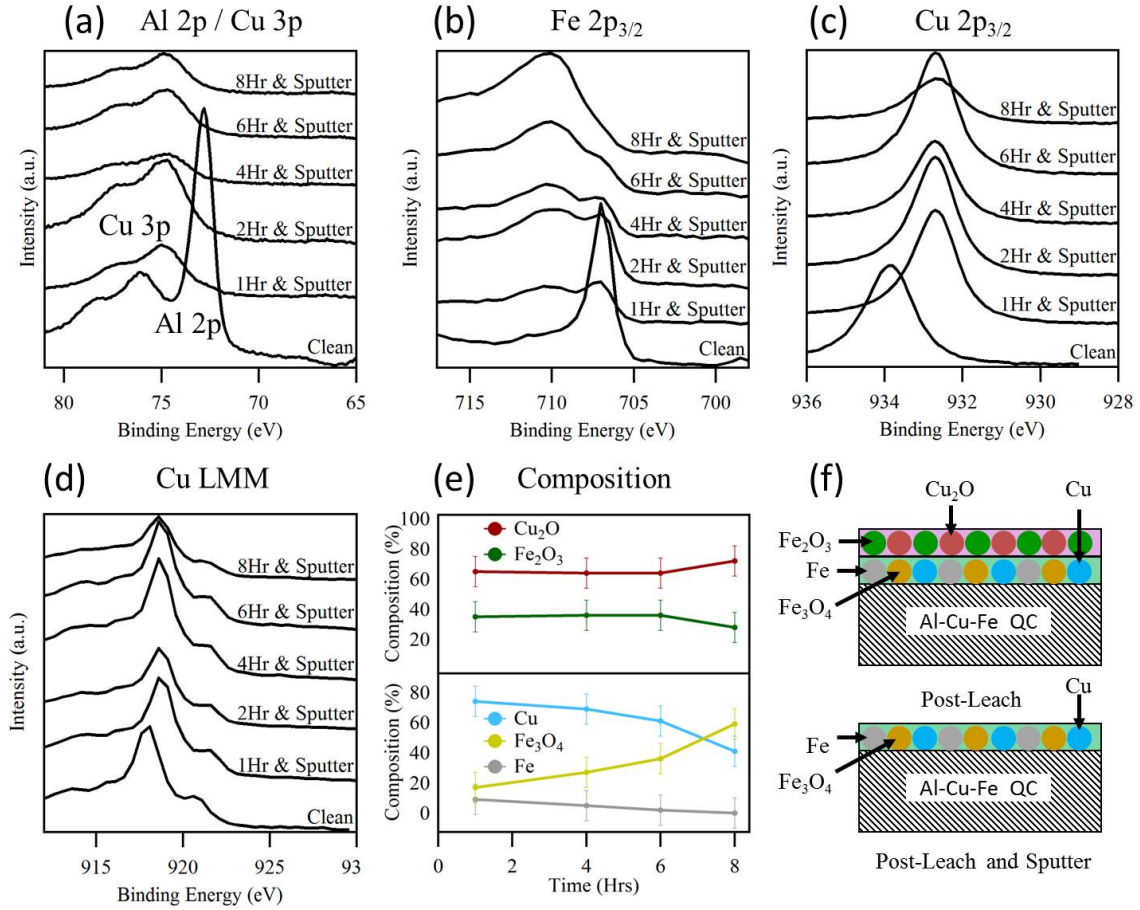 (a) Al 2p / Cu 3p
8Hr & Sputter
6Hr & Sputter
4Hr & Sputter
2Hr & Sputter
Cu 3p
1Hr & Sputter
Al 2p
Clean
Intensity (a.u.)
80 75 70 65
Binding Energy (eV)
(b) Fe 2p3/2
8Hr & Sputter
6Hr & Sputter
4Hr & Sputter
2Hr & Sputter
1Hr & Sputter
Clean
Intensity (a.u.)
715 710 705 700
Binding Energy (eV)
(c) Cu 2p3/2
8Hr & Sputter
6Hr & Sputter
4Hr & Sputter
2Hr & Sputter
1Hr & Sputter
Clean
Intensity (a.u.)
936 934 932 930 928
Binding Energy (eV)
(d) Cu LMM
8Hr & Sputter
6Hr & Sputter
4Hr & Sputter
2Hr & Sputter
1Hr & Sputter
Clean
Intensity (a.u.)
915 920 93
Binding Energy (eV)
(e) Composition
100
80
60
40
20
Cu2O
Fe2O3
Composition (%)
80
60
40
20
0
Cu
Fe3O4
Fe
Composition (%)
0 2 4 6 8
Time (Hrs)
(f)
Cu2O Cu
Fe2O3
Fe
Fe3O4
Al-Cu-Fe QC
Post-Leach
Cu
Fe
Fe3O4
Al-Cu-Fe QC
Post-Leach and Sputter